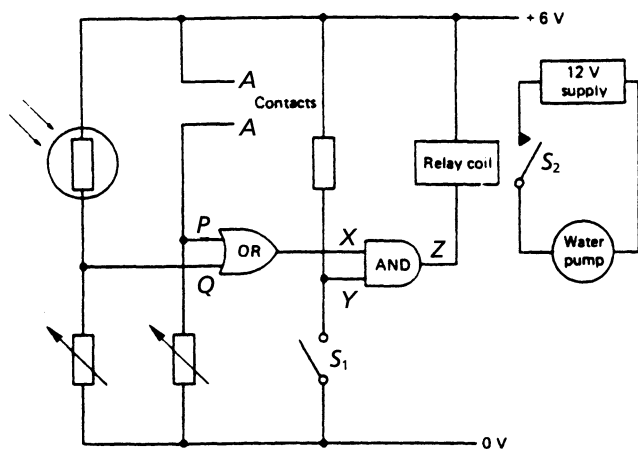 + 6 V
12 V
supply
A
Contacts
A
S2
Relay coil
P
X
Z
OR
AND
Water
pump
Q
Y
S1
0 V